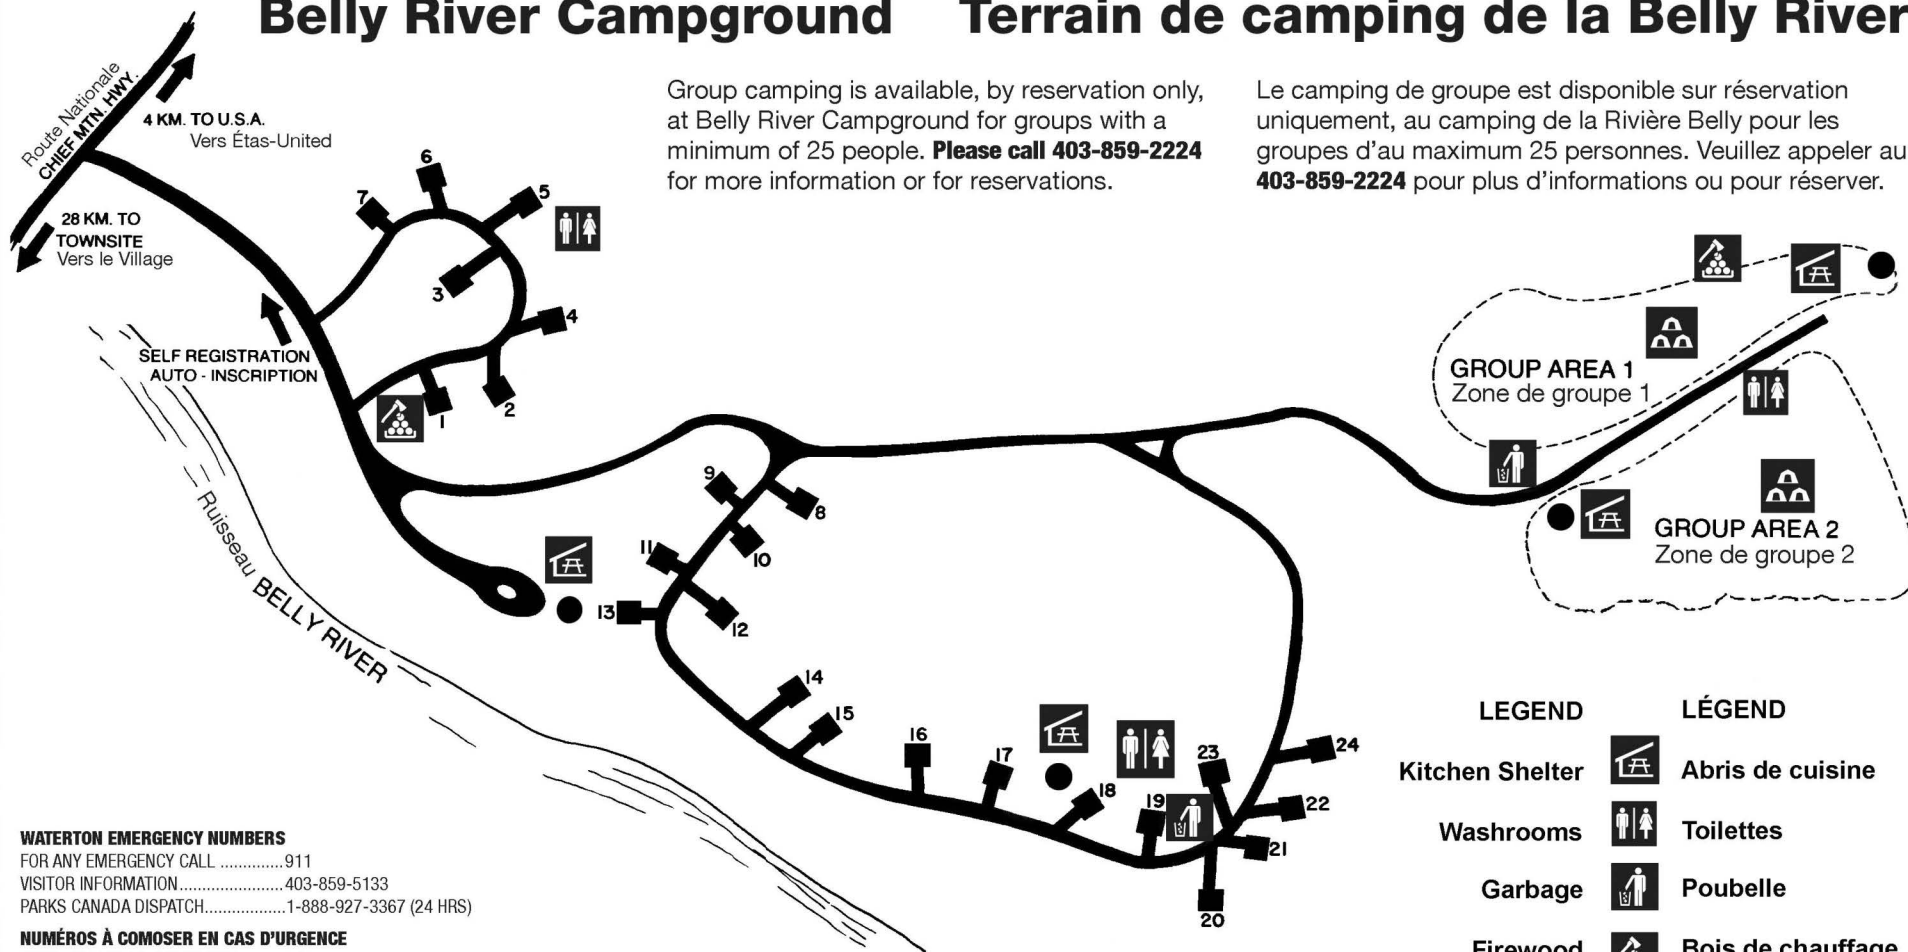 Belly River Campground
Terrain de camping de la Belly River
Route Nationale
CHIEF MTN. HWY.
4 KM. TO U.S.A.
Vers Étas-United
28 KM. TO
TOWNSITE
Vers le Village
Group camping is available, by reservation only,
at Belly River Campground for groups with a
minimum of 25 people. Please call 403-859-2224
for more information or for reservations.
Le camping de groupe est disponible sur réservation
uniquement, au camping de la Rivière Belly pour les
groupes d'au maximum 25 personnes. Veuillez appeler au
403-859-2224 pour plus d'informations ou pour réserver.
6
7
5
3
4
SELF REGISTRATION
AUTO - INSCRIPTION
1
2
GROUP AREA 1
Zone de groupe 1
9
8
10
11
13
12
GROUP AREA 2
Zone de groupe 2
Ruisseau BELLY RIVER
14
15
16
17
18
19
23
24
22
21
20
LEGEND
LÉGEND
Kitchen Shelter
Abris de cuisine
Washrooms
Toilettes
Garbage
Poubelle
Firewood
Bois de chauffage
WATERTON EMERGENCY NUMBERS
FOR ANY EMERGENCY CALL ..............911
VISITOR INFORMATION.......................403-859-5133
PARKS CANADA DISPATCH..................1-888-927-3367 (24 HRS)
NUMÉROS À COMOSER EN CAS D'URGENCE